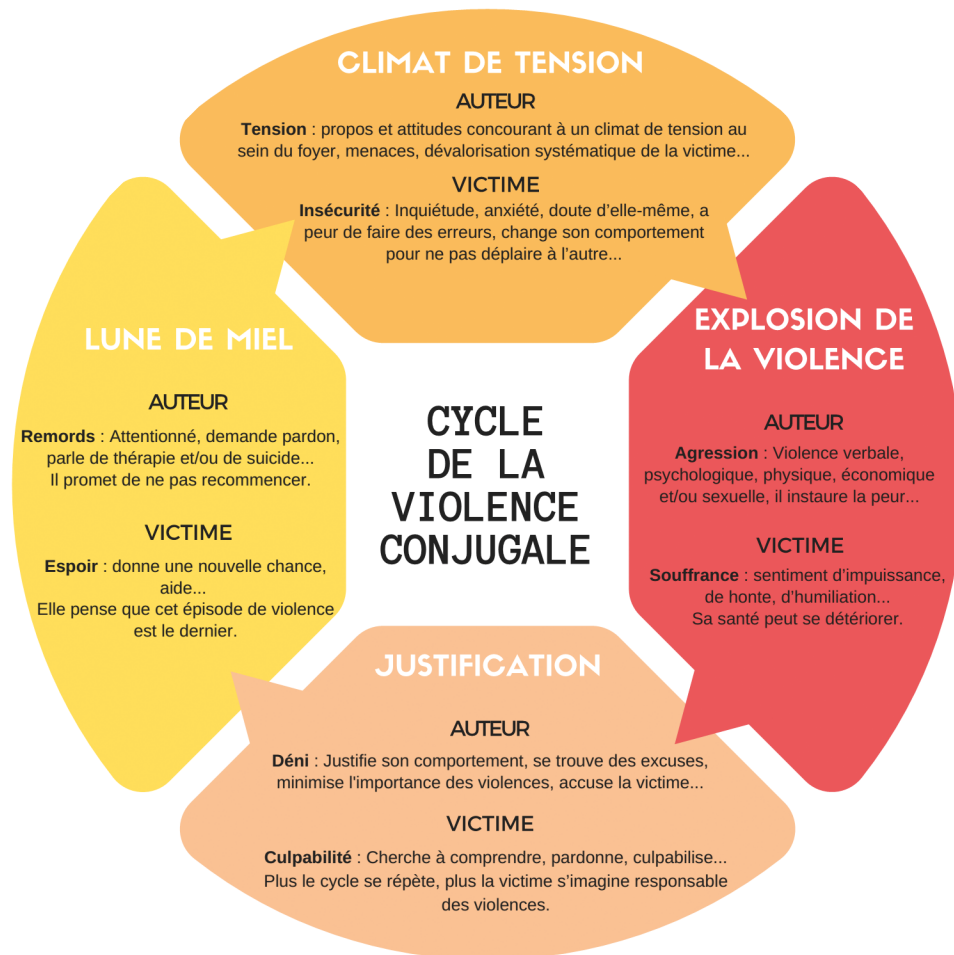 CLIMAT DE TENSION
AUTEUR
Tension : propos et attitudes concourant à un climat de tension au
sein du foyer, menaces, dévalorisation systématique de la victime...
VICTIME
Insécurité : Inquiétude, anxiété, doute d'elle-même, a
peur de faire des erreurs, change son comportement
pour ne pas déplaire à l'autre...
EXPLOSION DE
LA VIOLENCE
AUTEUR
Agression : Violence verbale,
psychologique, physique, économique
et/ou sexuelle, il instaure la peur...
VICTIME
Souffrance : sentiment d'impuissance,
de honte, d'humiliation...
Sa santé peut se détériorer.
JUSTIFICATION
AUTEUR
Déni : Justifie son comportement, se trouve des excuses,
minimise l'importance des violences, accuse la victime...
VICTIME
Culpabilité : Cherche à comprendre, pardonne, culpabilise...
Plus le cycle se répète, plus la victime s'imagine responsable
des violences.
LUNE DE MIEL
AUTEUR
Remords : Attentionné, demande pardon,
parle de thérapie et/ou de suicide...
Il promet de ne pas recommencer.
VICTIME
Espoir : donne une nouvelle chance,
aide...
Elle pense que cet épisode de violence
est le dernier.
CYCLE
DE LA
VIOLENCE
CONJUGALE